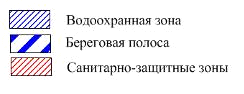 Водоохранная зона
Береговая полоса
Санитарно-защитные зоны